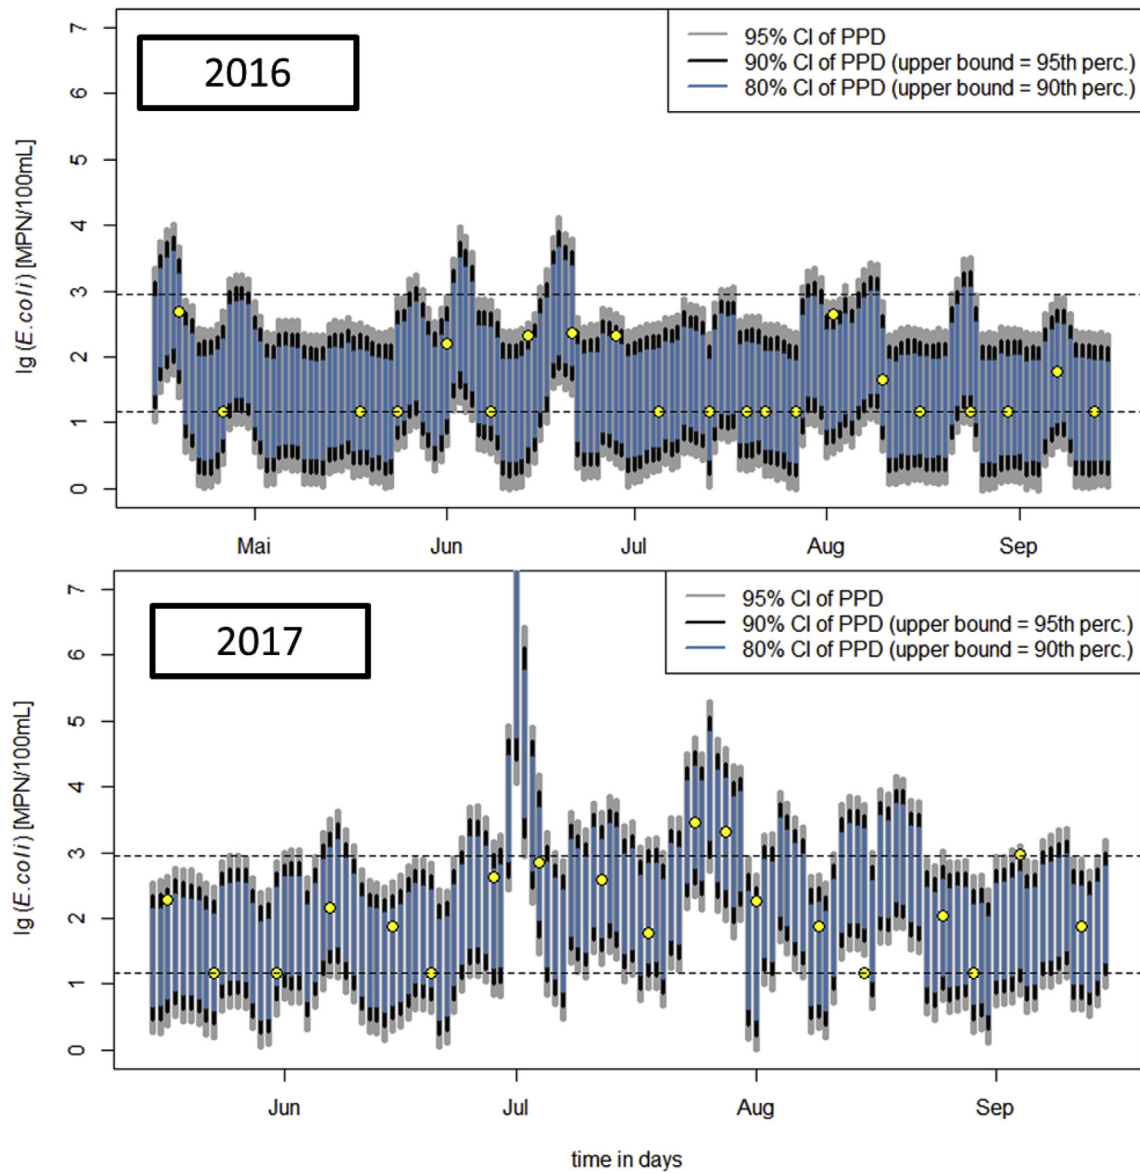 2016
95% CI of PPD
90% CI of PPD (upper bound = 95th perc.)
80% CI of PPD (upper bound = 90th perc.)
lg (E.coli) [MPN/100mL]
7
6
5
4
3
2
1
0
Mai Jun Jul Aug Sep
2017
95% CI of PPD
90% CI of PPD (upper bound = 95th perc.)
80% CI of PPD (upper bound = 90th perc.)
lg (E.coli) [MPN/100mL]
7
6
5
4
3
2
1
0
Jun Jul Aug Sep
time in days